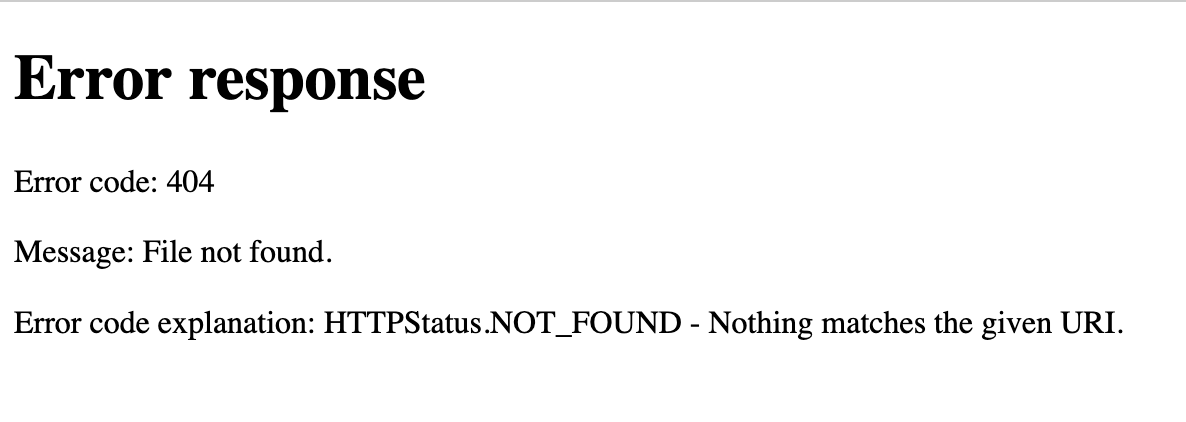 Error response
Error code: 404
Message: File not found.
Error code explanation: HTTPStatus.NOT_FOUND - Nothing matches the given URI.